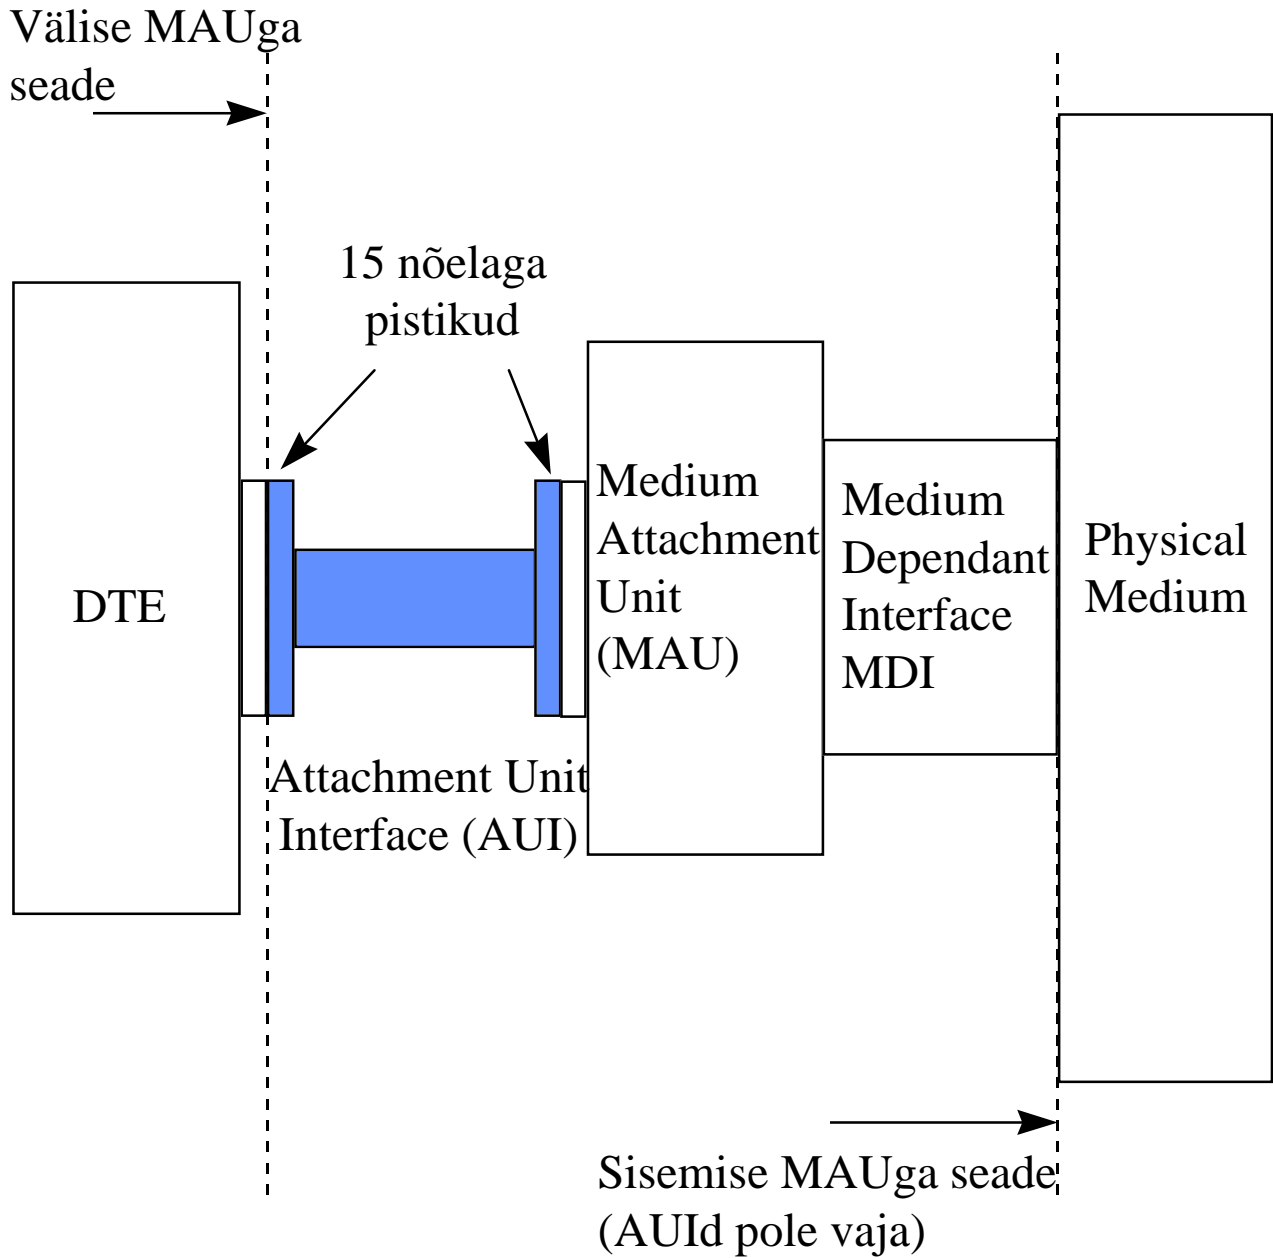 Välise MAUga
seade
15 nõelaga
pistikud
DTE
Attachment Unit
Interface (AUI)
Medium
Attachment
Unit
(MAU)
Medium
Dependant
Interface
MDI
Physical
Medium
Sisemise MAUga seade
(AUId pole vaja)